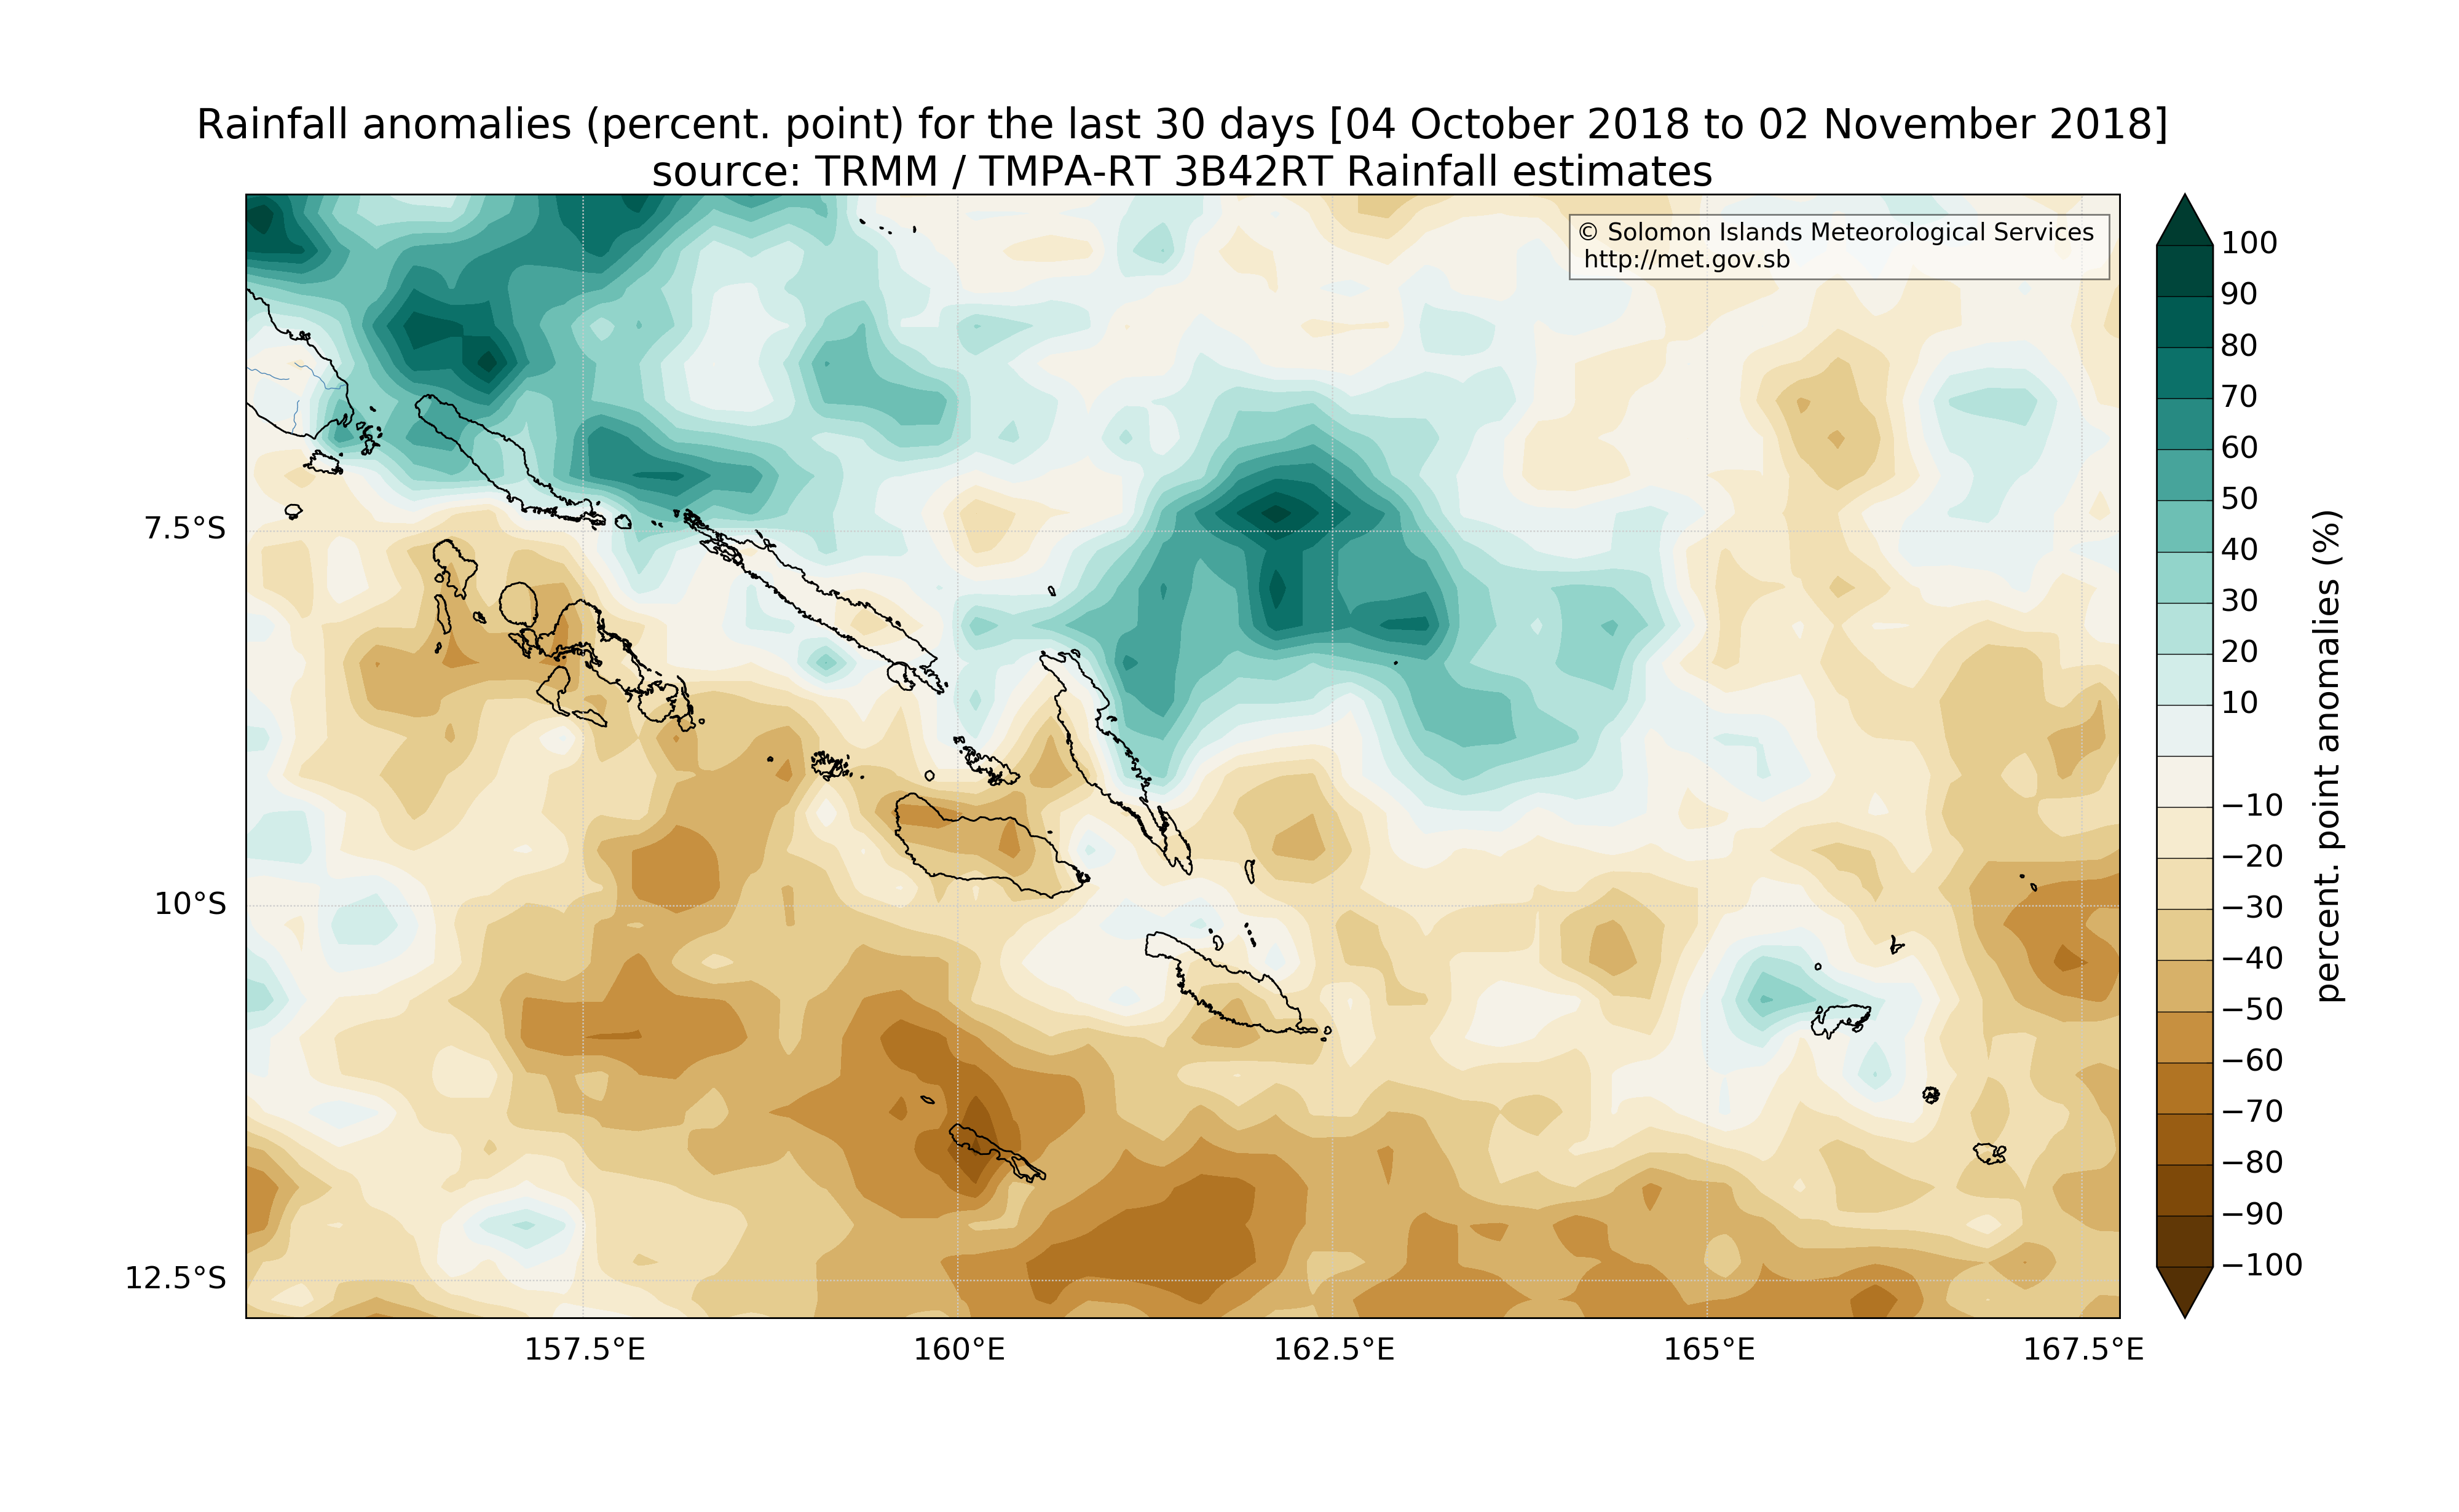 Rainfall anomalies (percent. point) for the last 30 days [04 October 2018 to 02 November 2018]
source: TRMM / TMPA-RT 3B42RT Rainfall estimates
© Solomon Islands Meteorological Services
http://met.gov.sb
7.5°S
10°S
12.5°S
157.5°E
160°E
162.5°E
165°E
167.5°E
100
90
80
70
60
50
40
30
20
10
−10
−20
−30
−40
−50
−60
−70
−80
−90
−100
percent. point anomalies (%)